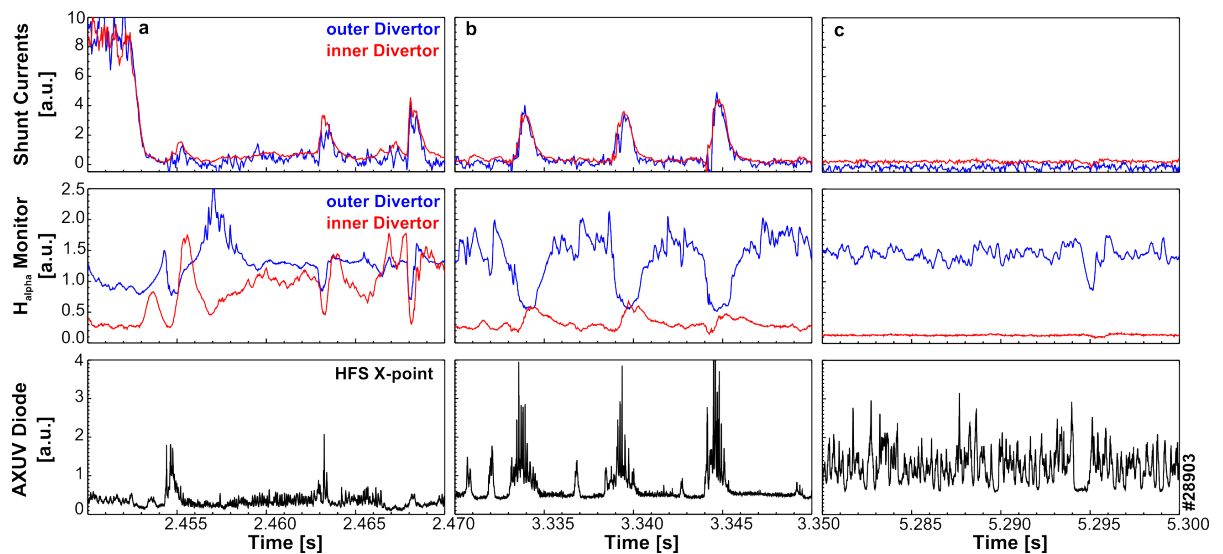 a
b
c
Shunt Currents
[a.u.]
10
8
6
4
2
0
outer Divertor
inner Divertor
H alpha Monitor
[a.u.]
2.5
2.0
1.5
1.0
0.5
0.0
outer Divertor
inner Divertor
AXUV Diode
[a.u.]
4
3
2
1
0
HFS X-point
2.455 2.460 2.465 2.470 3.335 3.340 3.345 3.350 5.285 5.290 5.295 5.300
Time [s] Time [s] Time [s]
#28903